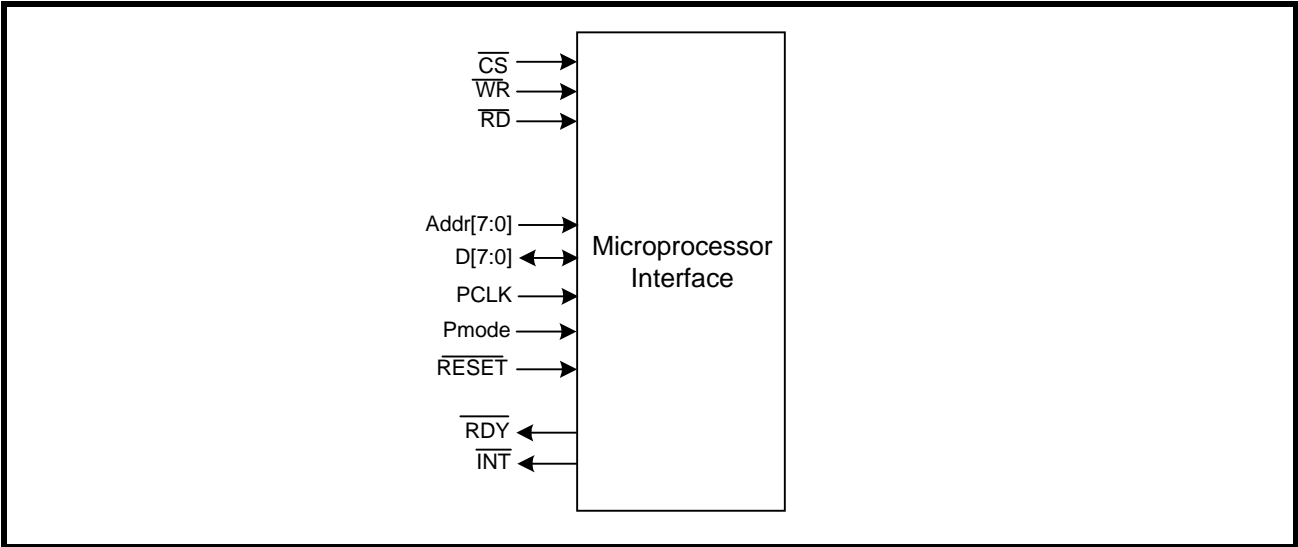 CS
WR
RD
Addr[7:0]
D[7:0]
PCLK
Pmode
RESET
RDY
INT
Microprocessor
Interface